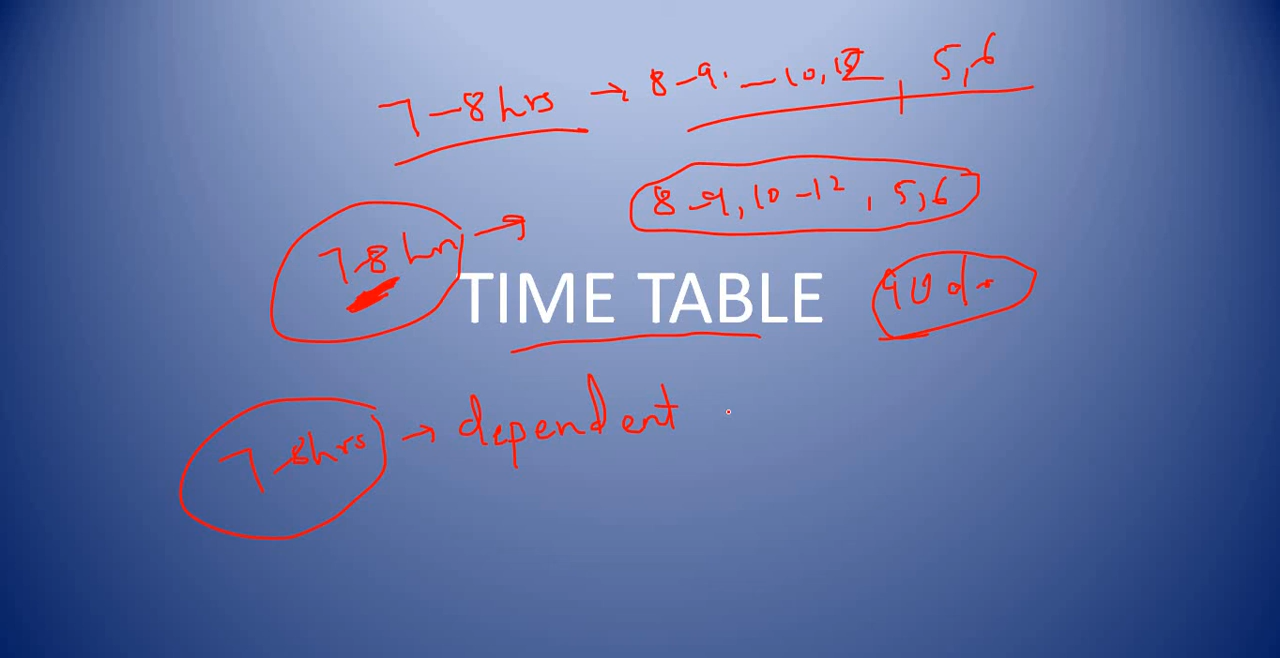 7-8 hrs → 8-9. - 10, 12, 5,6
8-9, 10-12, 5,6
7-8 hr →
TIME TABLE
7-8hrs → dependent